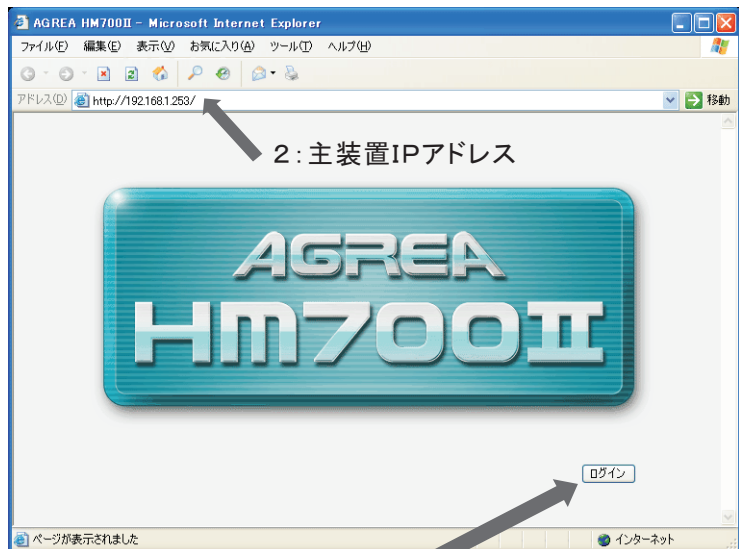 AGREA HM700II - Microsoft Internet Explorer
ファイル(F) 編集(E) 表示(V) お気に入り(A) ツール(T) ヘルプ(H)
アドレス(D) http://192.168.1.253/ 移動
2:主装置IPアドレス
AGREA
HM700II
ログイン
ページが表示されました インターネット